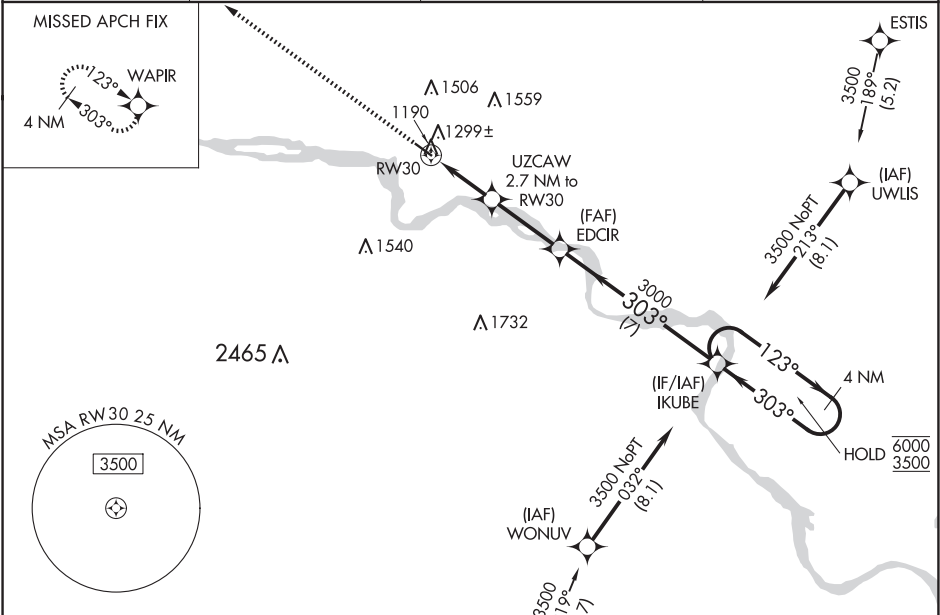 MISSED APCH FIX
WAPIR
123°
303°
4 NM
ESTIS
3500
189°
(5.2)
1506
1559
1190
1299±
RW30
UZCAW
2.7 NM to
RW30
(IAF)
UWLIS
(FAF)
EDCIR
3500 NoPT
213°
(8.1)
1540
3000
303°
(7)
1732
2465
123°
4 NM
(IF/IAF)
IKUBE
303°
HOLD
6000
3500
MSA RW30 25 NM
3500
3500 NoPT
032°
(8.1)
(IAF)
WONUV
3500